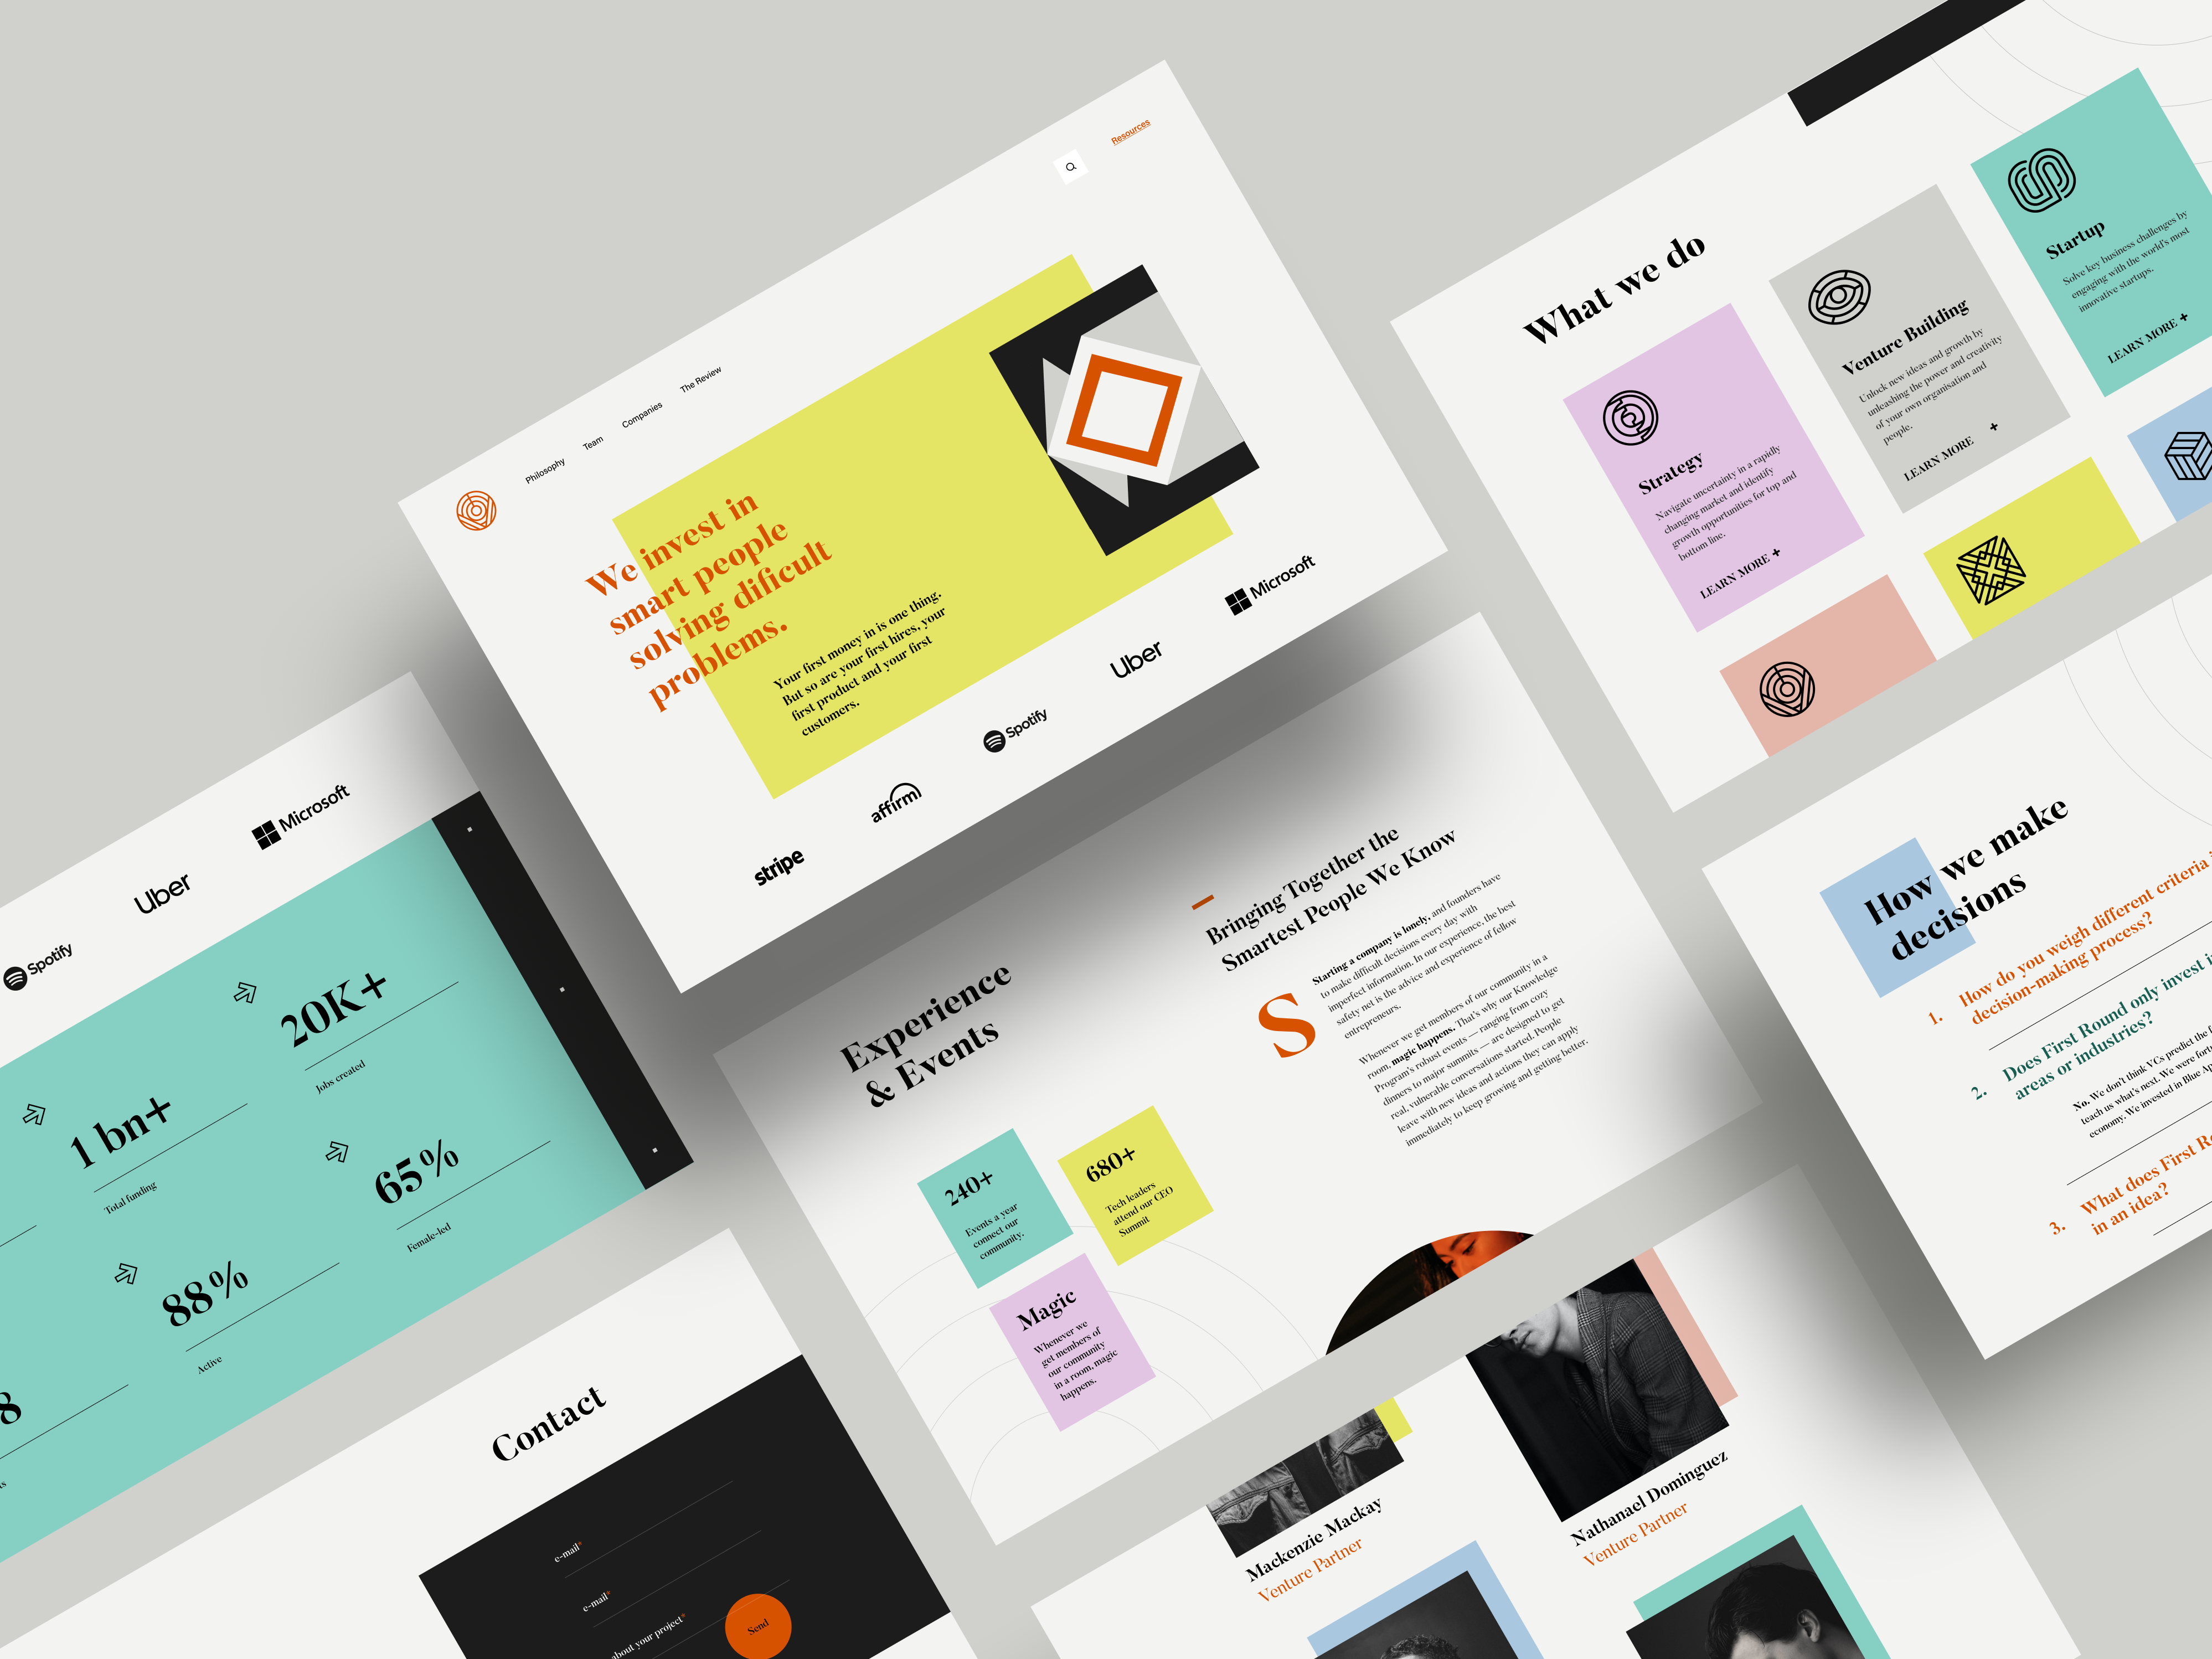 Resources
Philosophy
Team
Companies
The Review
We invest in
smart people
solving dificult
problems.
Your first money in is one thing.
But so are your first hires, your
first product and your first
customers.
stripe
affirm
Spotify
Uber
Microsoft
What we do
Strategy
Navigate uncertainty in a rapidly
changing market and identify
growth opportunities for top and
bottom line.
LEARN MORE +
Venture Building
Unlock new ideas and growth by
unleashing the power and creativity
of your own organisation and
people.
LEARN MORE +
Startup
Solve key business challenges by
engaging with the world's most
innovative startups.
LEARN MORE +
Spotify
Uber
Microsoft
1 bn+
Total funding
20K+
Jobs created
88%
Active
65%
Female-led
8
Experience
& Events
240+
Events a year
connect our
community.
680+
Tech leaders
attend our CEO
Summit
Magic
Whenever we
get members of
our community
in a room, magic
happens.
Bringing Together the
Smartest People We Know
S
Starting a company is lonely, and founders have
to make difficult decisions every day with
imperfect information. In our experience, the best
safety net is the advice and experience of fellow
entrepreneurs.
Whenever we get members of our community in a
room, magic happens. That's why our Knowledge
Program's robust events — ranging from cozy
dinners to major summits — are designed to get
real, vulnerable conversations started. People
leave with new ideas and actions they can apply
immediately to keep growing and getting better.
How we make
decisions
1. How do you weigh different criteria
decision-making process?
2. Does First Round only invest
areas or industries?
No. We don't think VCs predict the
teach us what's next. We were
economy. We invested in Blue
3. What does First
in an idea?
Contact
e-mail*
e-mail*
about your project*
Send
Mackenzie Mackay
Venture Partner
Nathanael Dominguez
Venture Partner